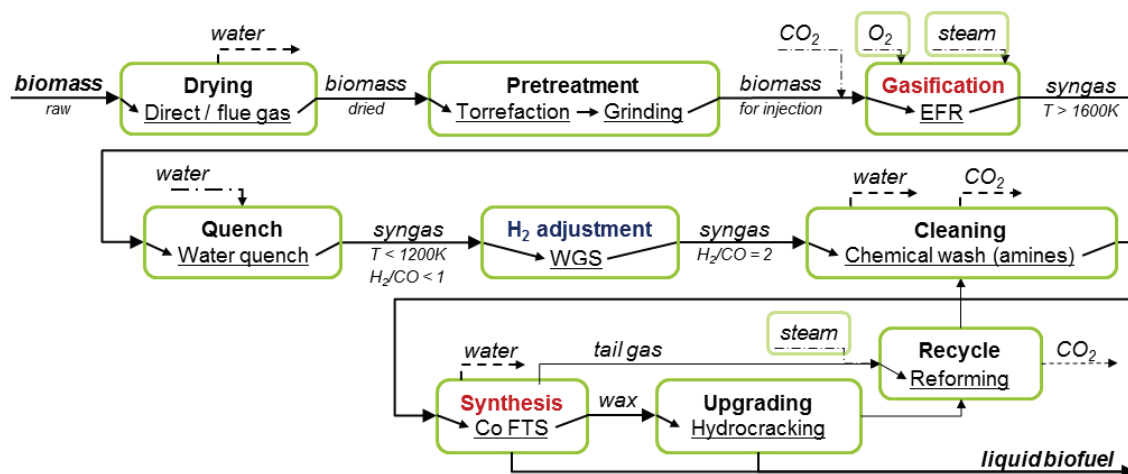 water
CO2
O2
steam
biomass
raw
Drying
Direct / flue gas
biomass
dried
Pretreatment
Torrefaction
Grinding
biomass
for injection
Gasification
EFR
syngas
T > 1600K
water
Quench
Water quench
syngas
T < 1200K
H2/CO < 1
H2 adjustment
WGS
syngas
H2/CO = 2
water
CO2
Cleaning
Chemical wash (amines)
water
tail gas
steam
Recycle
Reforming
CO2
Synthesis
Co FTS
wax
Upgrading
Hydrocracking
liquid biofuel